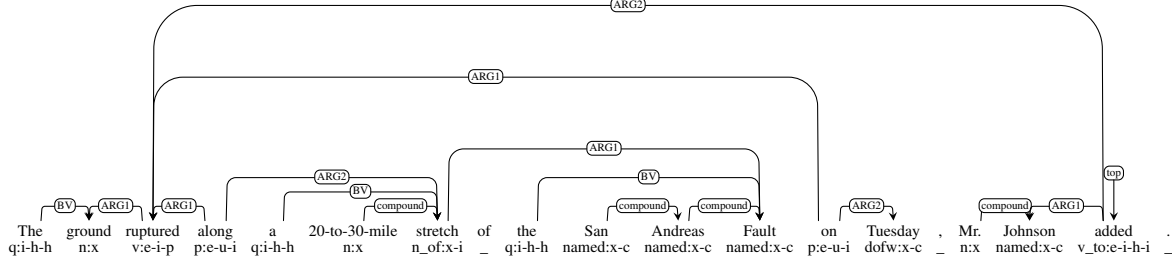 ARG2
ARG1
ARG1
ARG2 BV
BV
compound
BV ARG1 ARG1 compound compound ARG2 compound ARG1 top
The ground ruptured along a 20-to-30-mile stretch of the San Andreas Fault on Tuesday , Mr. Johnson added .
q:i-h-h n:x v:e-i-p p:e-u-i q:i-h-h n:x n_of:x-i _ q:i-h-h named:x-c named:x-c named:x-c p:e-u-i dofw:x-c _ n:x named:x-c v_to:e-i-h-i _